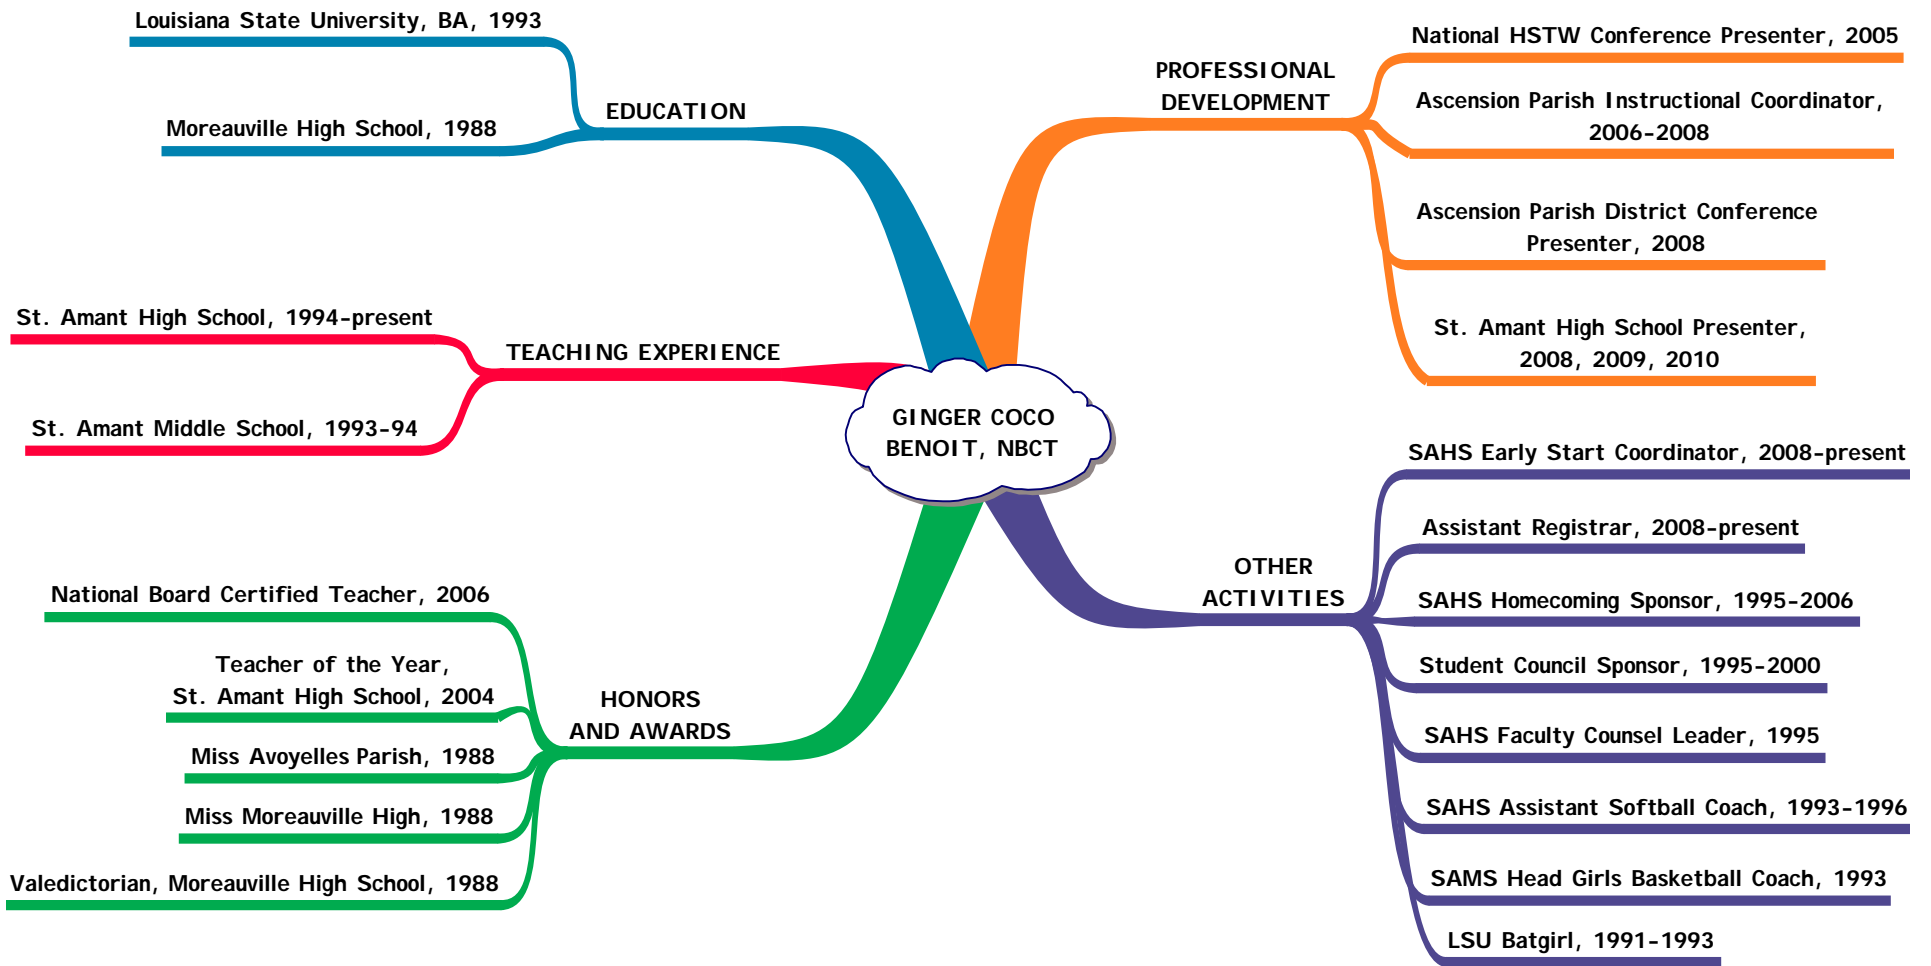 GINGER COCO
BENOIT, NBCT
EDUCATION
Louisiana State University, BA, 1993
Moreauville High School, 1988
TEACHING EXPERIENCE
St. Amant High School, 1994-present
St. Amant Middle School, 1993-94
HONORS
AND AWARDS
National Board Certified Teacher, 2006
Teacher of the Year,
St. Amant High School, 2004
Miss Avoyelles Parish, 1988
Miss Moreauville High, 1988
Valedictorian, Moreauville High School, 1988
PROFESSIONAL
DEVELOPMENT
National HSTW Conference Presenter, 2005
Ascension Parish Instructional Coordinator,
2006-2008
Ascension Parish District Conference
Presenter, 2008
St. Amant High School Presenter,
2008, 2009, 2010
OTHER
ACTIVITIES
SAHS Early Start Coordinator, 2008-present
Assistant Registrar, 2008-present
SAHS Homecoming Sponsor, 1995-2006
Student Council Sponsor, 1995-2000
SAHS Faculty Counsel Leader, 1995
SAHS Assistant Softball Coach, 1993-1996
SAMS Head Girls Basketball Coach, 1993
LSU Batgirl, 1991-1993